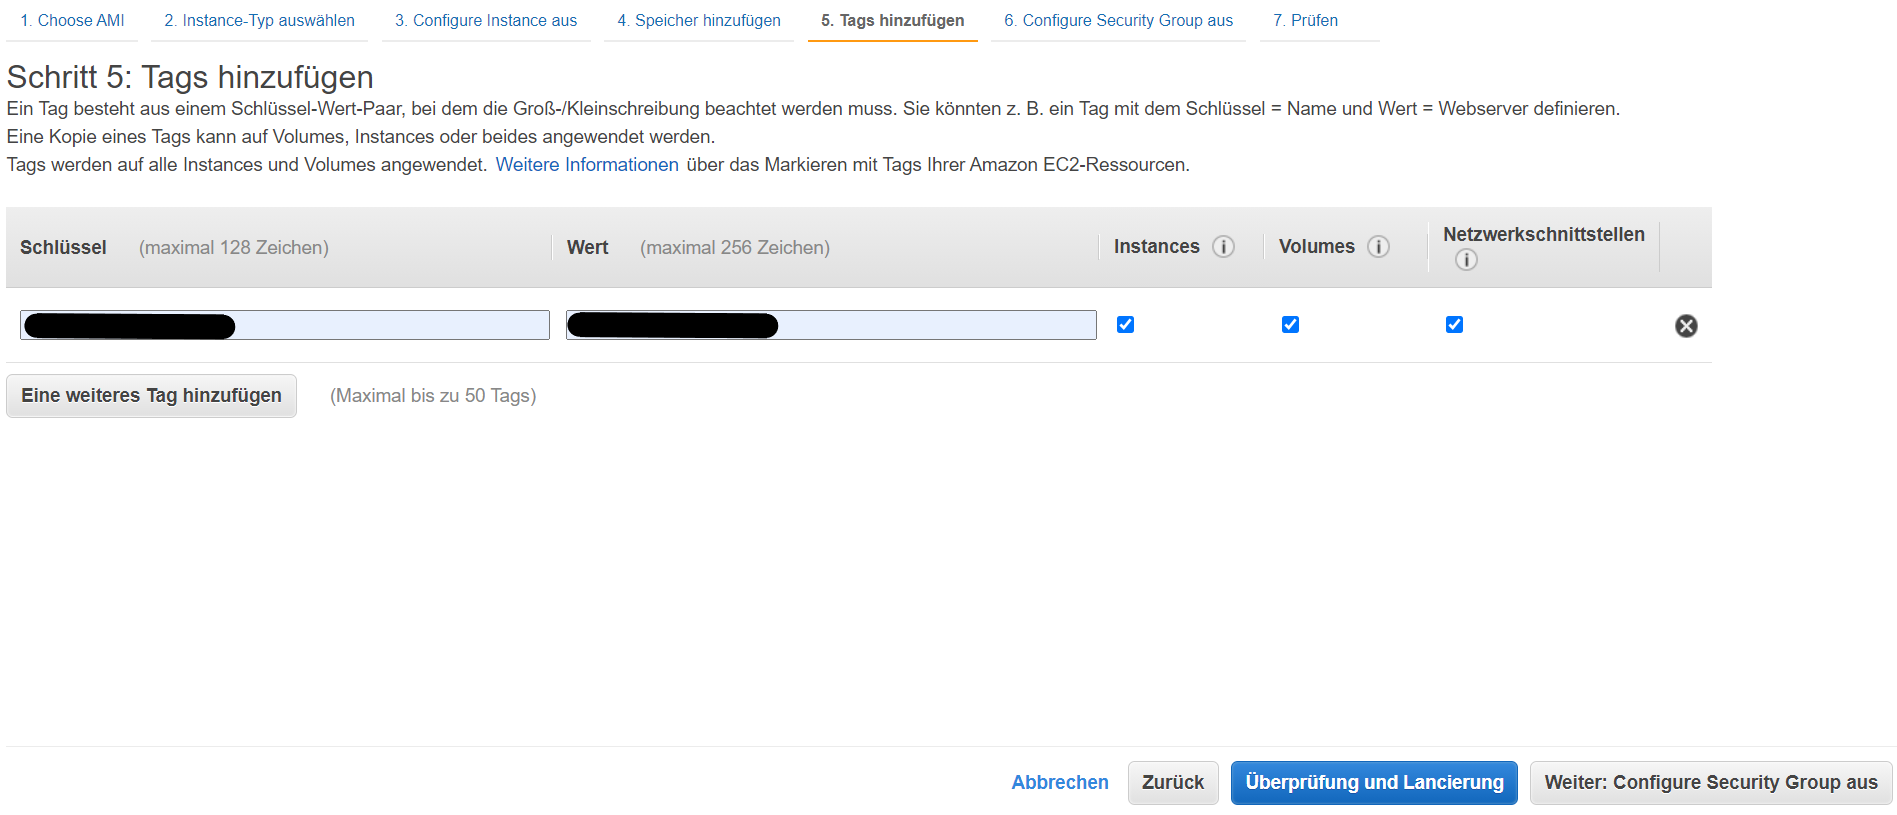 1. Choose AMI 2. Instance-Typ auswählen 3. Configure Instance aus 4. Speicher hinzufügen 5. Tags hinzufügen 6. Configure Security Group aus 7. Prüfen
Schritt 5: Tags hinzufügen
Ein Tag besteht aus einem Schlüssel-Wert-Paar, bei dem die Groß-/Kleinschreibung beachtet werden muss. Sie könnten z. B. ein Tag mit dem Schlüssel = Name und Wert = Webserver definieren.
Eine Kopie eines Tags kann auf Volumes, Instances oder beides angewendet werden.
Tags werden auf alle Instances und Volumes angewendet. Weitere Informationen über das Markieren mit Tags Ihrer Amazon EC2-Ressourcen.
Schlüssel (maximal 128 Zeichen) Wert (maximal 256 Zeichen) Instances Volumes Netzwerkschnittstellen
Eine weiteres Tag hinzufügen (Maximal bis zu 50 Tags)
Abbrechen Zurück Überprüfung und Lancierung Weiter: Configure Security Group aus